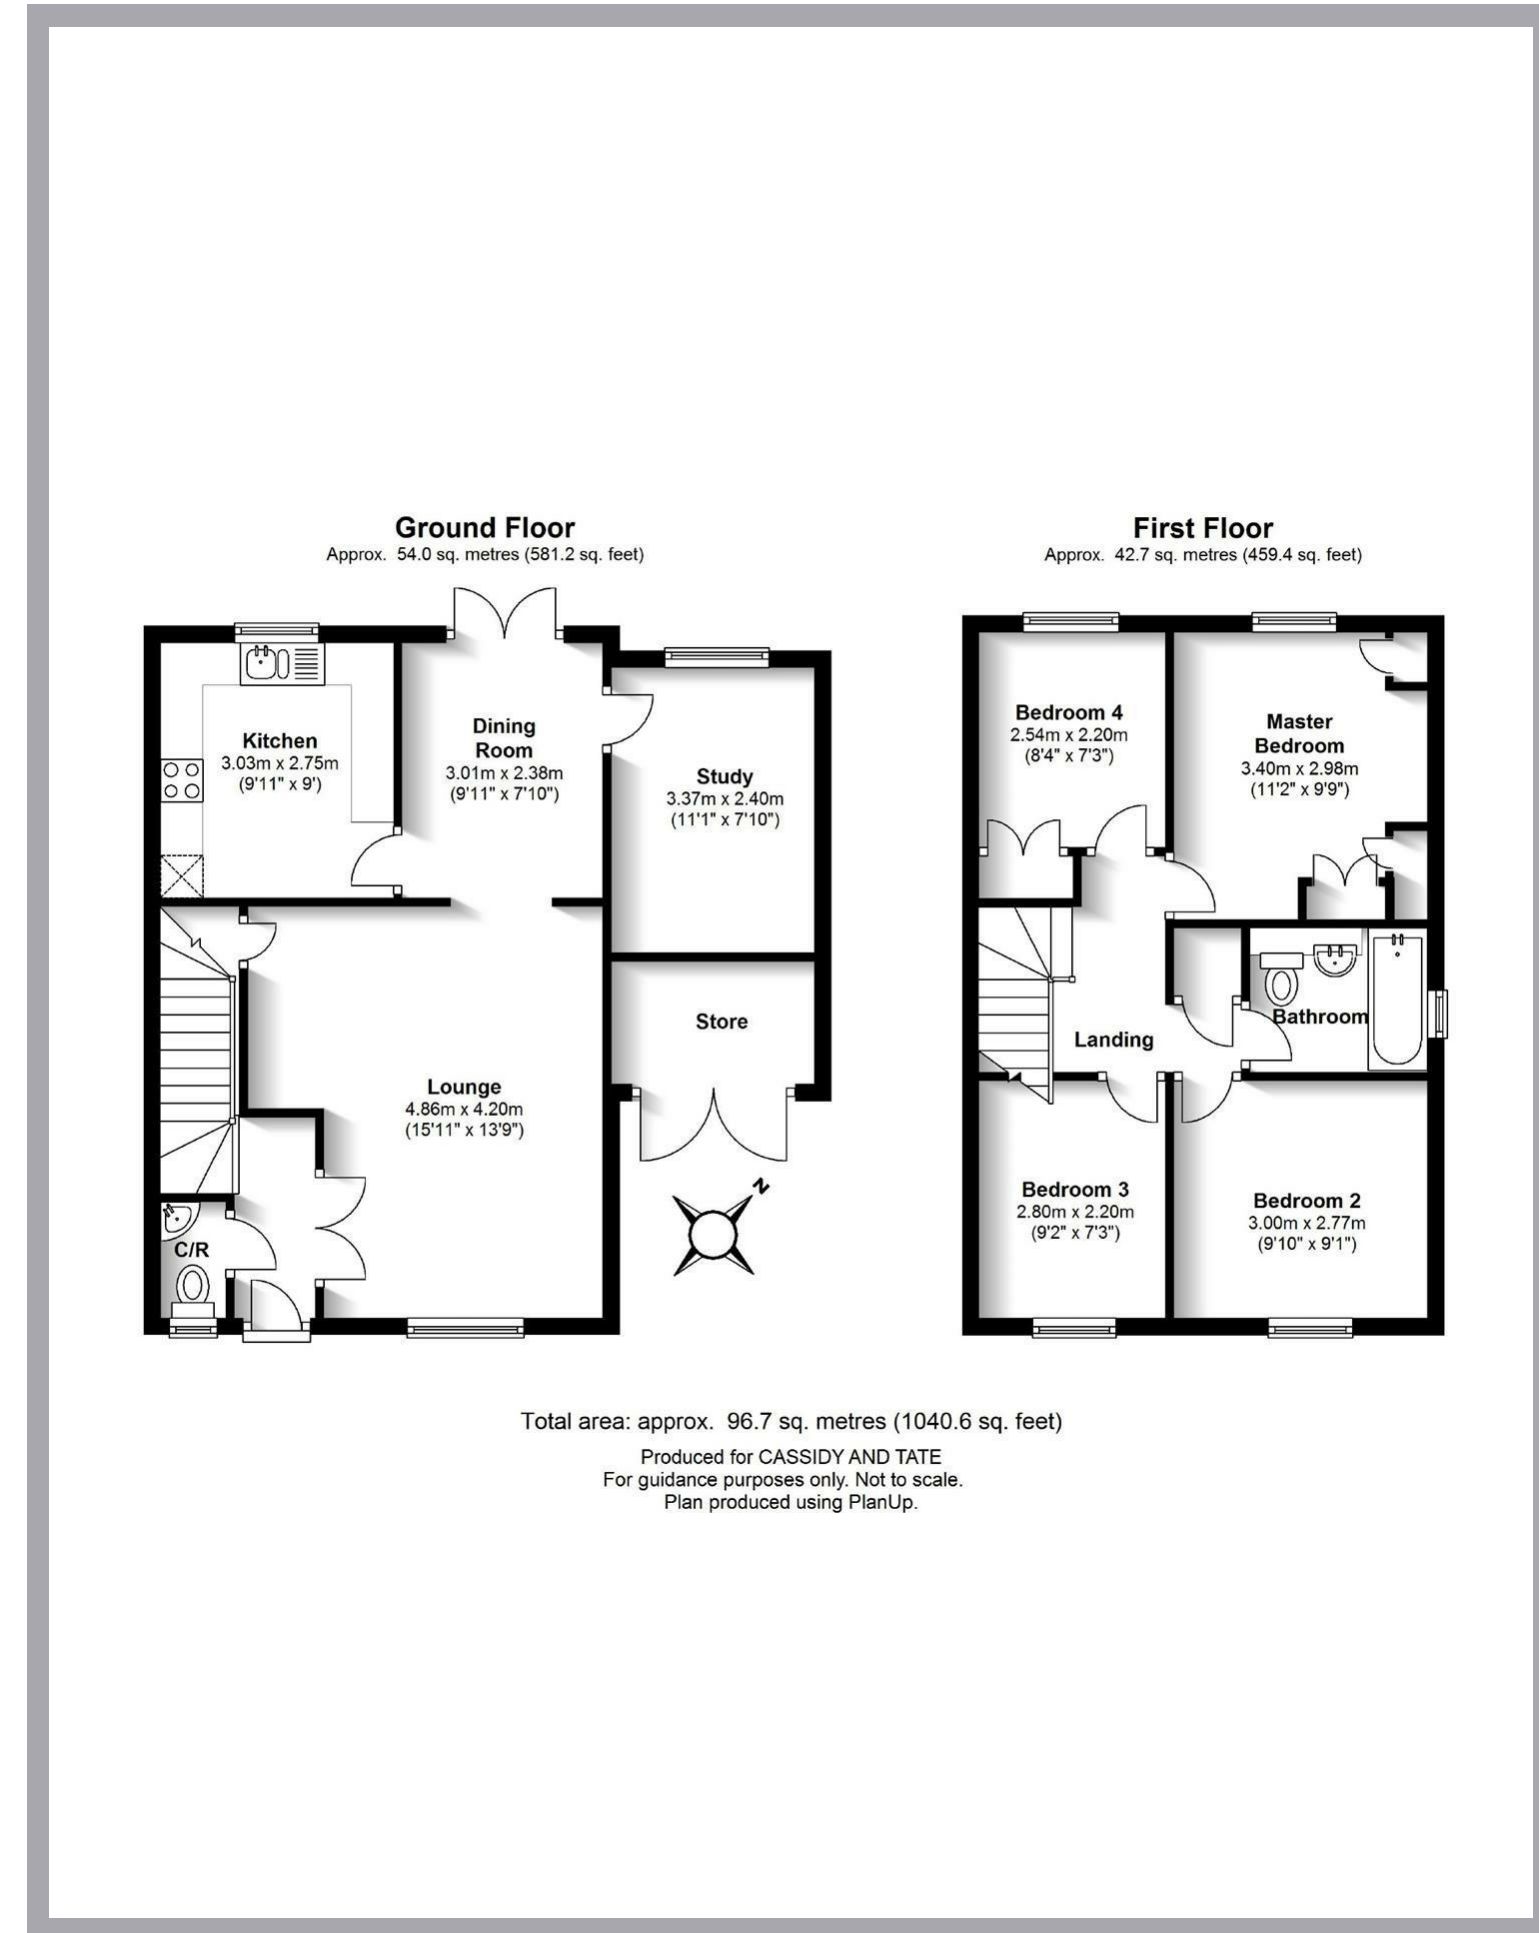 Ground Floor
Approx.  54.0 sq. metres (581.2 sq. feet)
Kitchen
3.03m x 2.75m
(9'11" x 9')
Dining
Room
3.01m x 2.38m
(9'11" x 7'10")
Study
3.37m x 2.40m
(11'1" x 7'10")
Store
Lounge
4.86m x 4.20m
(15'11" x 13'9")
C/R
N
First Floor
Approx.  42.7 sq. metres (459.4 sq. feet)
Bedroom 4
2.54m x 2.20m
(8'4" x 7'3")
Master
Bedroom
3.40m x 2.98m
(11'2" x 9'9")
Bathroom
Landing
Bedroom 3
2.80m x 2.20m
(9'2" x 7'3")
Bedroom 2
3.00m x 2.77m
(9'10" x 9'1")
Total area: approx.  96.7 sq. metres (1040.6 sq. feet)
Produced for CASSIDY AND TATE
For guidance purposes only. Not to scale.
Plan produced using PlanUp.